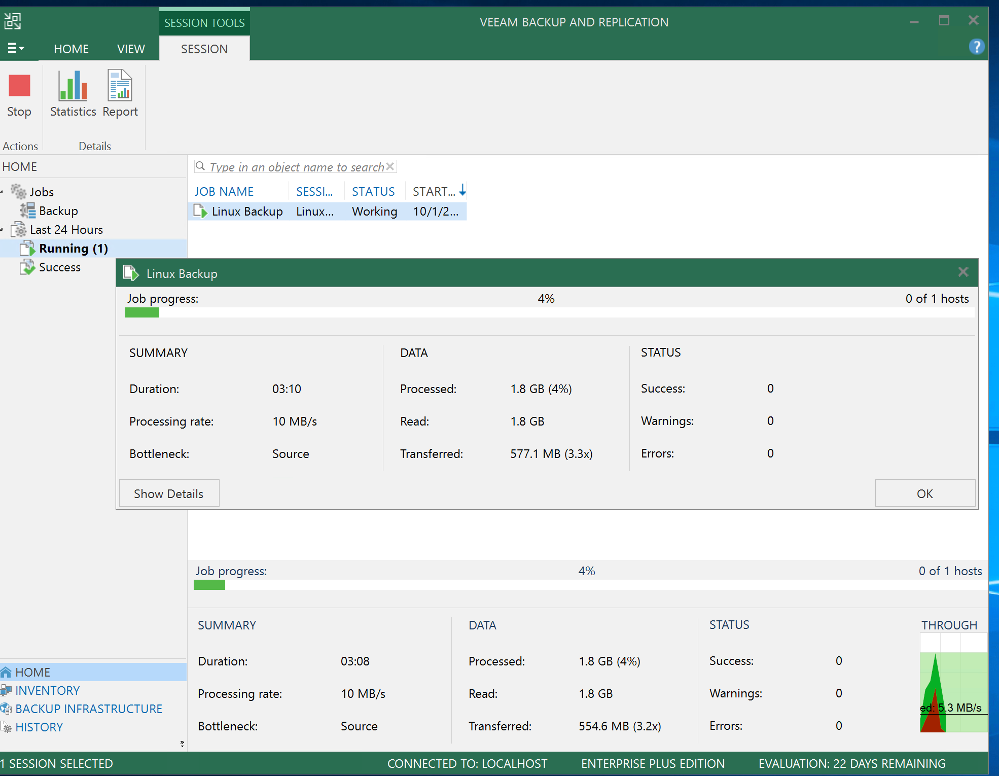 SESSION TOOLS
VEEAM BACKUP AND REPLICATION
HOME VIEW SESSION
?
Stop Statistics Report
Actions Details
HOME
Jobs
Backup
Last 24 Hours
Running (1)
Success
Type in an object name to search
JOB NAME SESSI... STATUS START...
Linux Backup Linux... Working 10/1/2...
Linux Backup
Job progress: 4% 0 of 1 hosts
SUMMARY DATA STATUS
Duration: 03:10 Processed: 1.8 GB (4%) Success: 0
Processing rate: 10 MB/s Read: 1.8 GB Warnings: 0
Bottleneck: Source Transferred: 577.1 MB (3.3x) Errors: 0
Show Details OK
Job progress: 4% 0 of 1 hosts
SUMMARY DATA STATUS THROUGH
Duration: 03:08 Processed: 1.8 GB (4%) Success: 0
Processing rate: 10 MB/s Read: 1.8 GB Warnings: 0
ed: 5.3 MB/s
Bottleneck: Source Transferred: 554.6 MB (3.2x) Errors: 0
HOME
INVENTORY
BACKUP INFRASTRUCTURE
HISTORY
1 SESSION SELECTED CONNECTED TO: LOCALHOST ENTERPRISE PLUS EDITION EVALUATION: 22 DAYS REMAINING